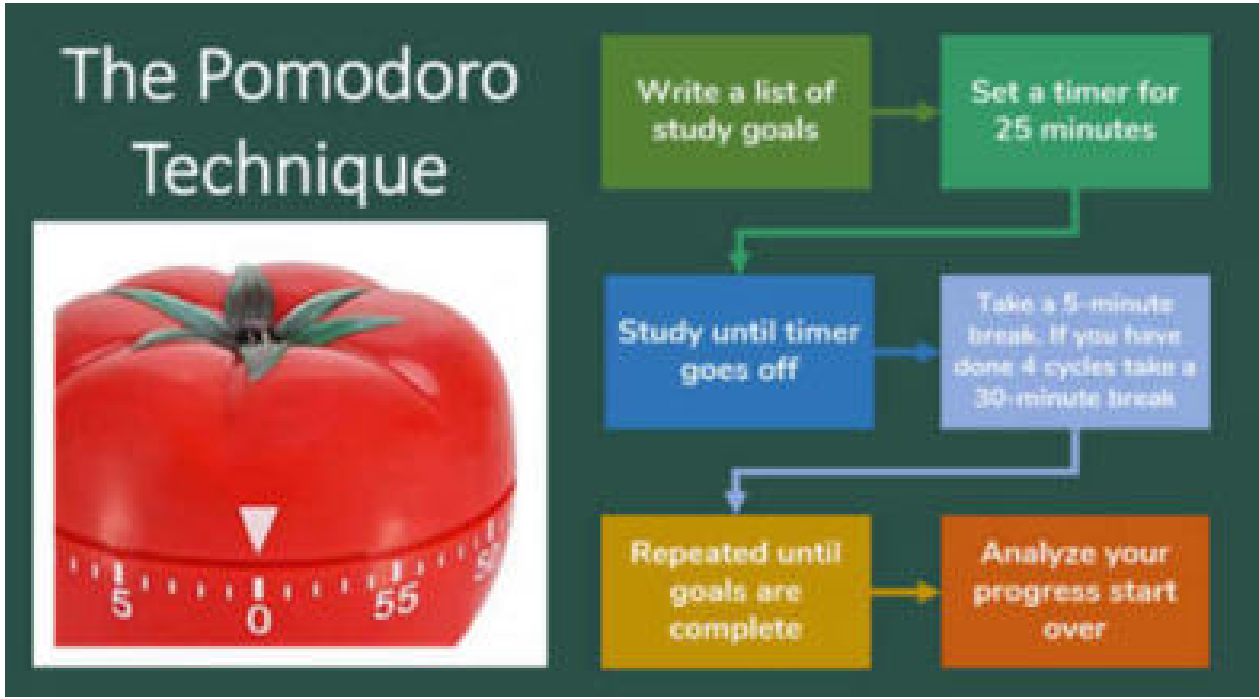 The Pomodoro
Technique
Write a list of
study goals
Set a timer for
25 minutes
Study until timer
goes off
Take a 5-minute
break. If you have
done 4 cycles take a
30-minute break
Repeated until
goals are
complete
Analyze your
progress start
over
5
0
55